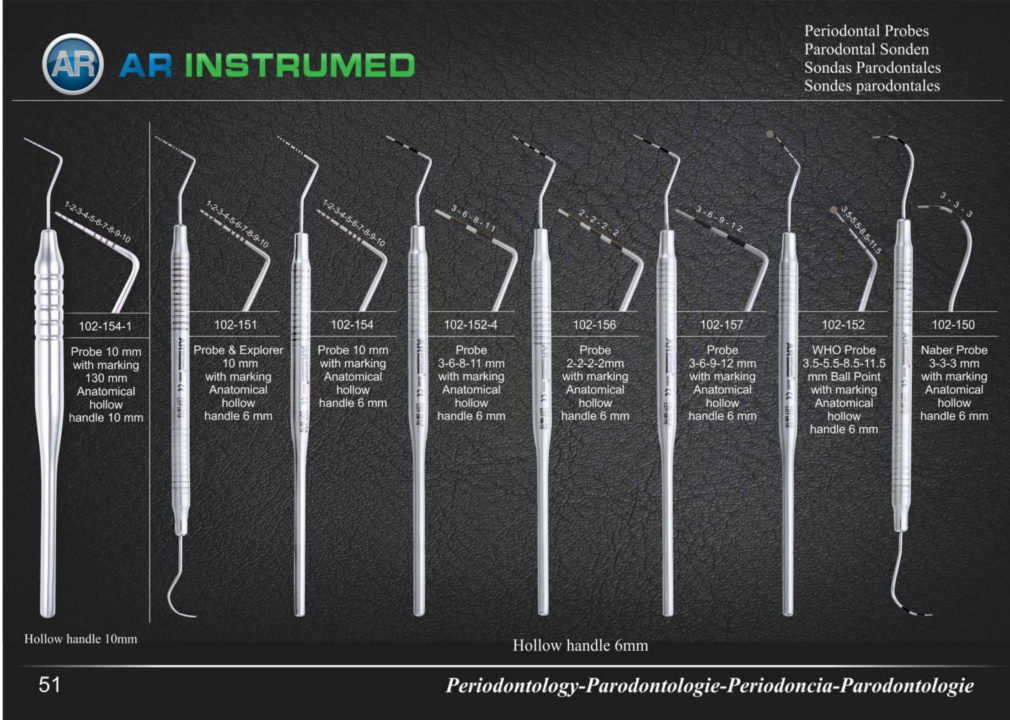 AR
AR INSTRUMED
Periodontal Probes
Parodontal Sonden
Sondas Parodontales
Sondes parodontales
1-2-3-4-5-6-7-8-9-10
102-154-1
Probe 10 mm
with marking
130 mm
Anatomical
hollow
handle 10 mm
1-2-3-4-5-6-7-8-9-10
102-151
Probe & Explorer
10 mm
with marking
Anatomical
hollow
handle 6 mm
1-2-3-4-5-6-7-8-9-10
102-154
Probe 10 mm
with marking
Anatomical
hollow
handle 6 mm
3-6-8-11
102-152-4
Probe
3-6-8-11 mm
with marking
Anatomical
hollow
handle 6 mm
2-2-2-2
102-156
Probe
2-2-2-2mm
with marking
Anatomical
hollow
handle 6 mm
3-6-9-12
102-157
Probe
3-6-9-12 mm
with marking
Anatomical
hollow
handle 6 mm
3.5-5.5-8.5-11.5
102-152
WHO Probe
3.5-5.5-8.5-11.5
mm Ball Point
with marking
Anatomical
hollow
handle 6 mm
3 - 3 - 3
102-150
Naber Probe
3-3-3 mm
with marking
Anatomical
hollow
handle 6 mm
Hollow handle 10mm
Hollow handle 6mm
51
Periodontology-Parodontologie-Periodoncia-Parodontologie